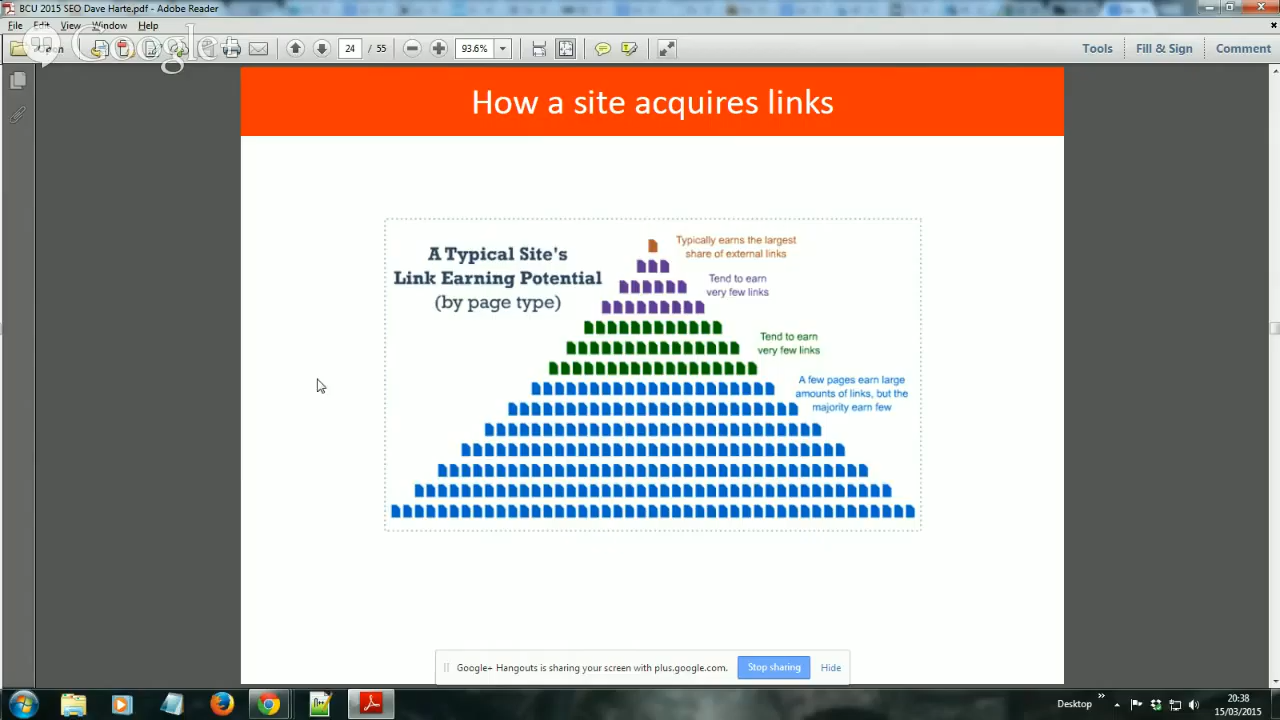 BCU 2015 SEO Dave Harte.pdf - Adobe Reader
File Edit View Window Help
24 / 55
93.6%
Tools
Fill & Sign
Comment
How a site acquires links
A Typical Site's
Link Earning Potential
(by page type)
Typically earns the largest
share of external links
Tend to earn
very few links
Tend to earn
very few links
A few pages earn large
amounts of links, but the
majority earn few
Google+ Hangouts is sharing your screen with plus.google.com.
Stop sharing
Hide
Desktop
20:38
15/03/2015